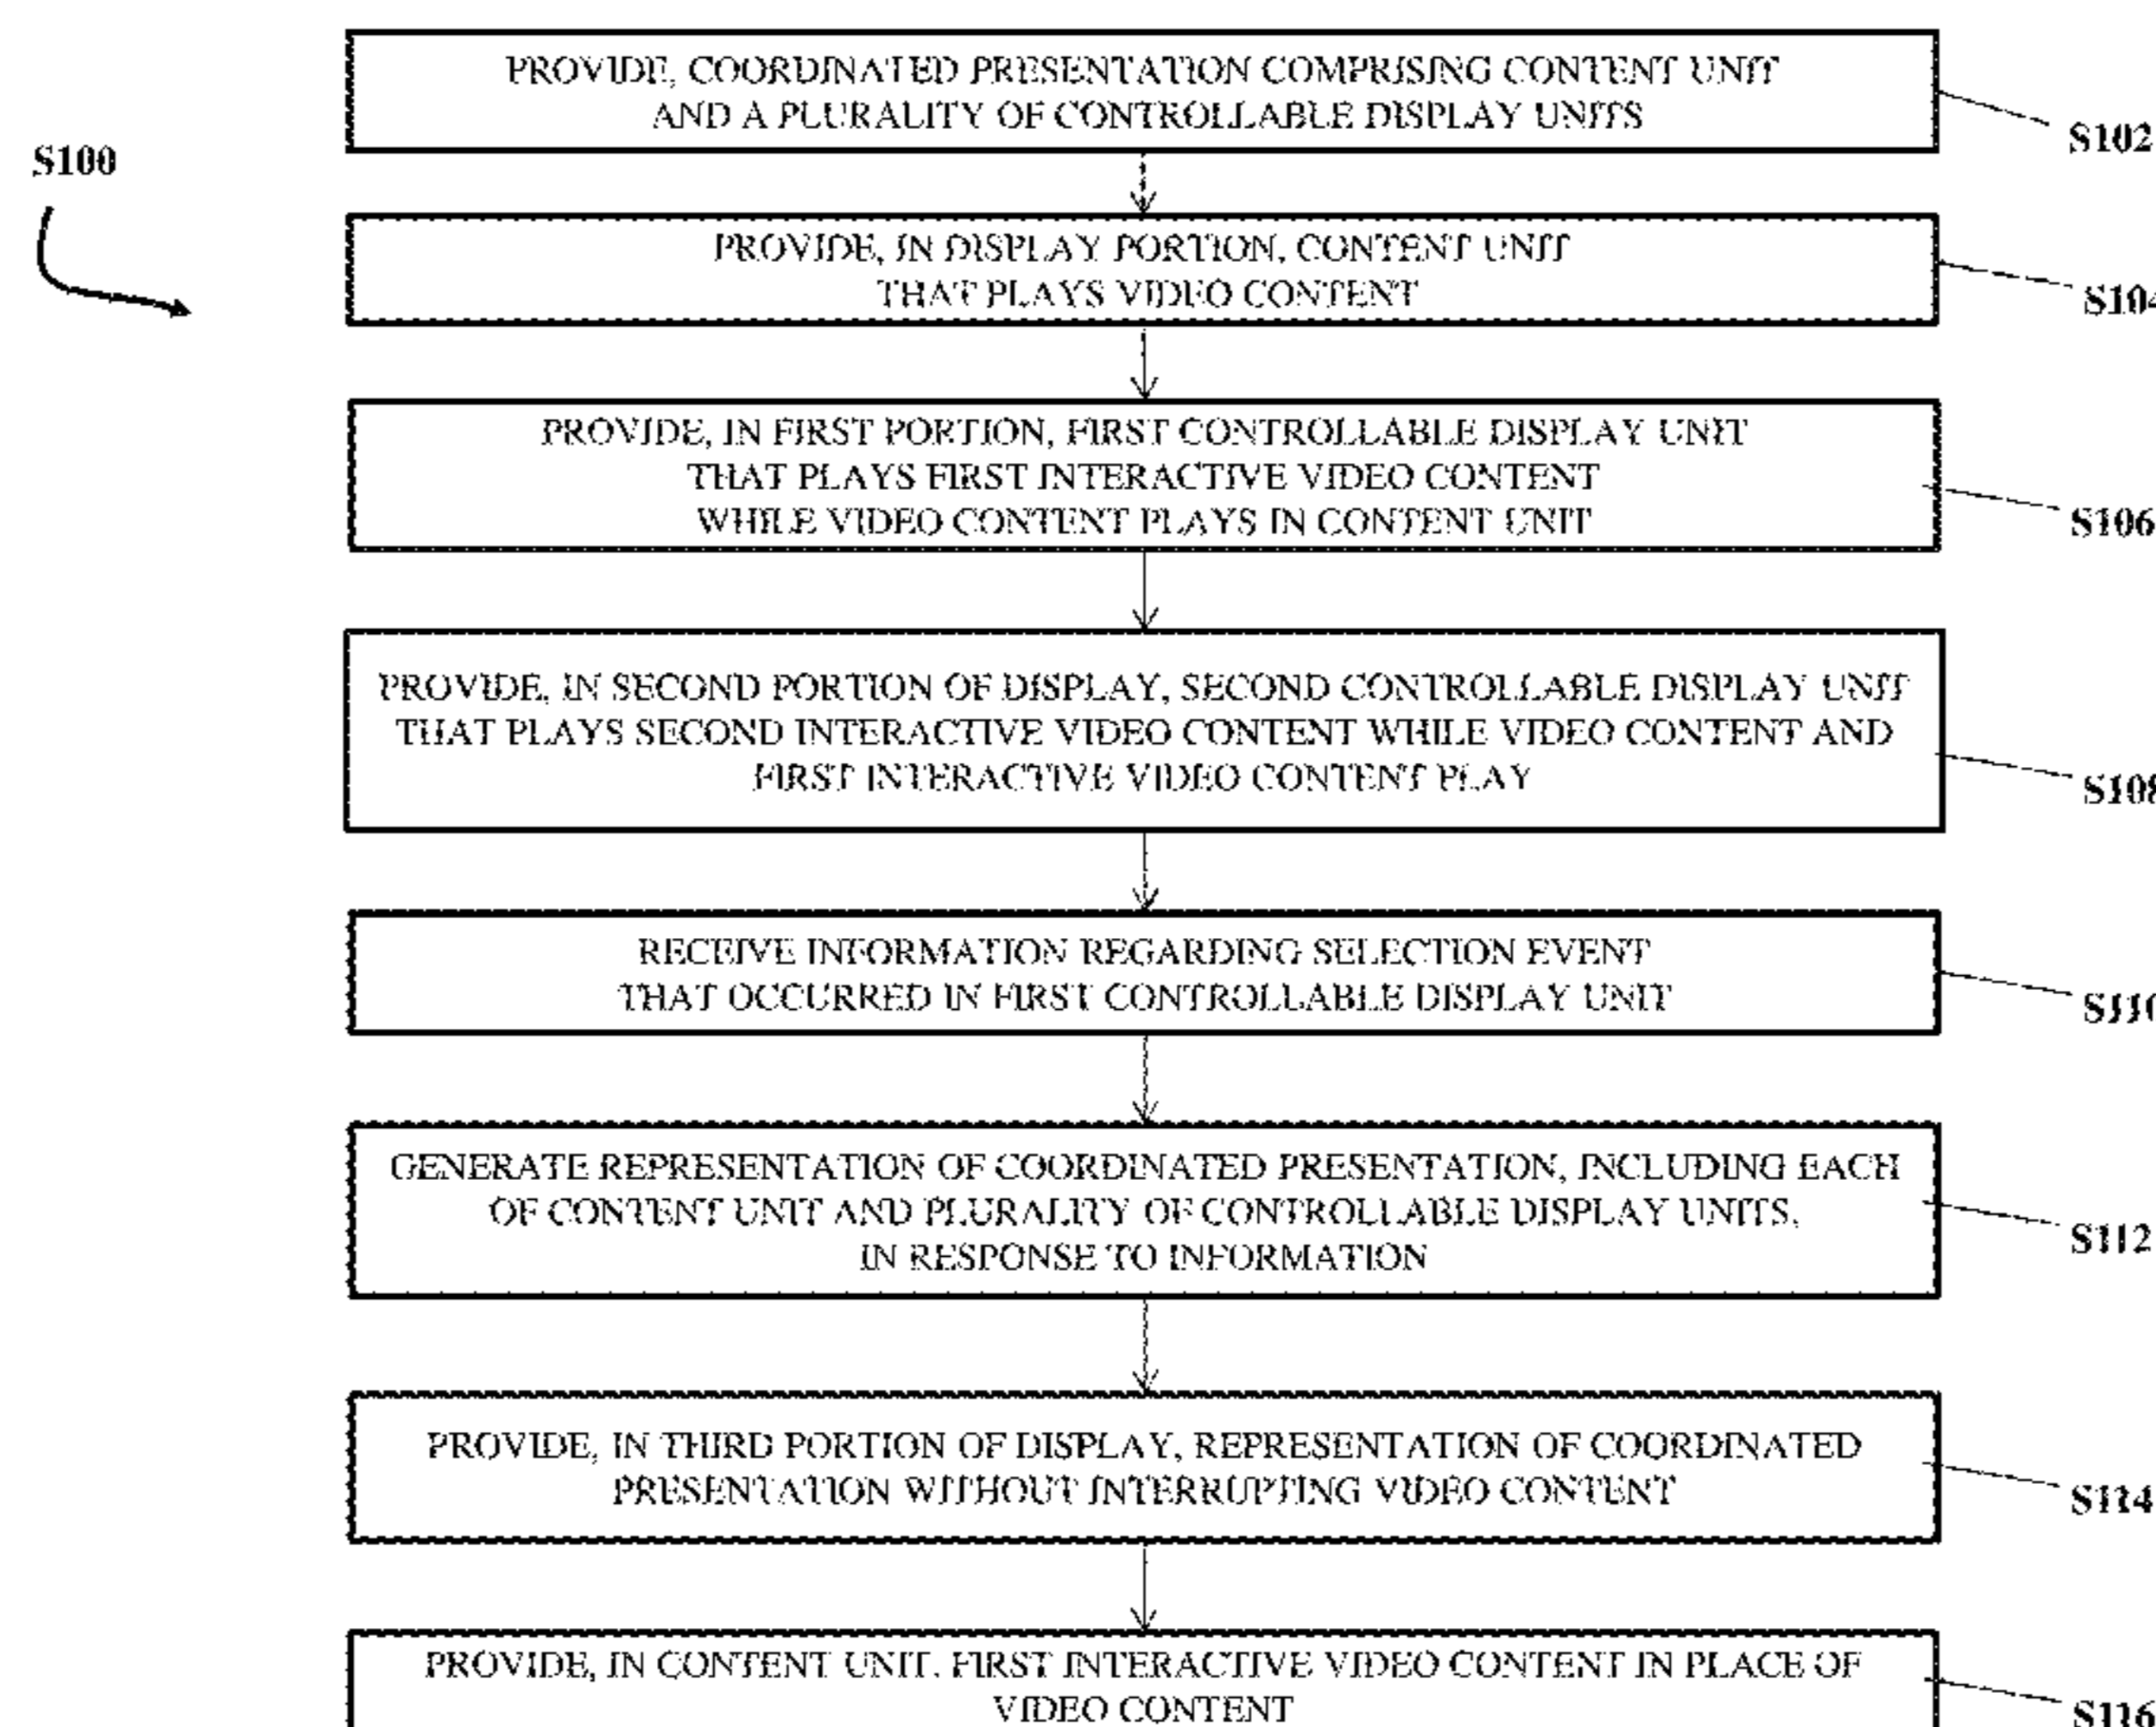 PROVIDE, COORDINATED PRESENTATION COMPRISING CONTENT UNIT
AND A PLURALITY OF CONTROLLABLE DISPLAY UNITS
S102
S100
PROVIDE, IN DISPLAY PORTION, CONTENT UNIT
THAT PLAYS VIDEO CONTENT
S104
PROVIDE, IN FIRST PORTION, FIRST CONTROLLABLE DISPLAY UNIT
THAT PLAYS FIRST INTERACTIVE VIDEO CONTENT
WHILE VIDEO CONTENT PLAYS IN CONTENT UNIT
S106
PROVIDE, IN SECOND PORTION OF DISPLAY, SECOND CONTROLLABLE DISPLAY UNIT
THAT PLAYS SECOND INTERACTIVE VIDEO CONTENT WHILE VIDEO CONTENT AND
FIRST INTERACTIVE VIDEO CONTENT PLAY
S108
RECEIVE INFORMATION REGARDING SELECTION EVENT
THAT OCCURRED IN FIRST CONTROLLABLE DISPLAY UNIT
S110
GENERATE REPRESENTATION OF COORDINATED PRESENTATION, INCLUDING EACH
OF CONTENT UNIT AND PLURALITY OF CONTROLLABLE DISPLAY UNITS,
IN RESPONSE TO INFORMATION
S112
PROVIDE, IN THIRD PORTION OF DISPLAY, REPRESENTATION OF COORDINATED
PRESENTATION WITHOUT INTERRUPTING VIDEO CONTENT
S114
PROVIDE, IN CONTENT UNIT, FIRST INTERACTIVE VIDEO CONTENT IN PLACE OF
VIDEO CONTENT
S116